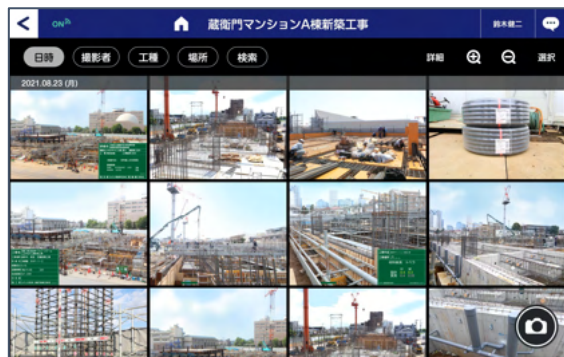 ON
蔵衛門マンションA棟新築工事
鈴木健二
日時
撮影者
工種
場所
検索
詳細
選択
2021.08.23 (月)